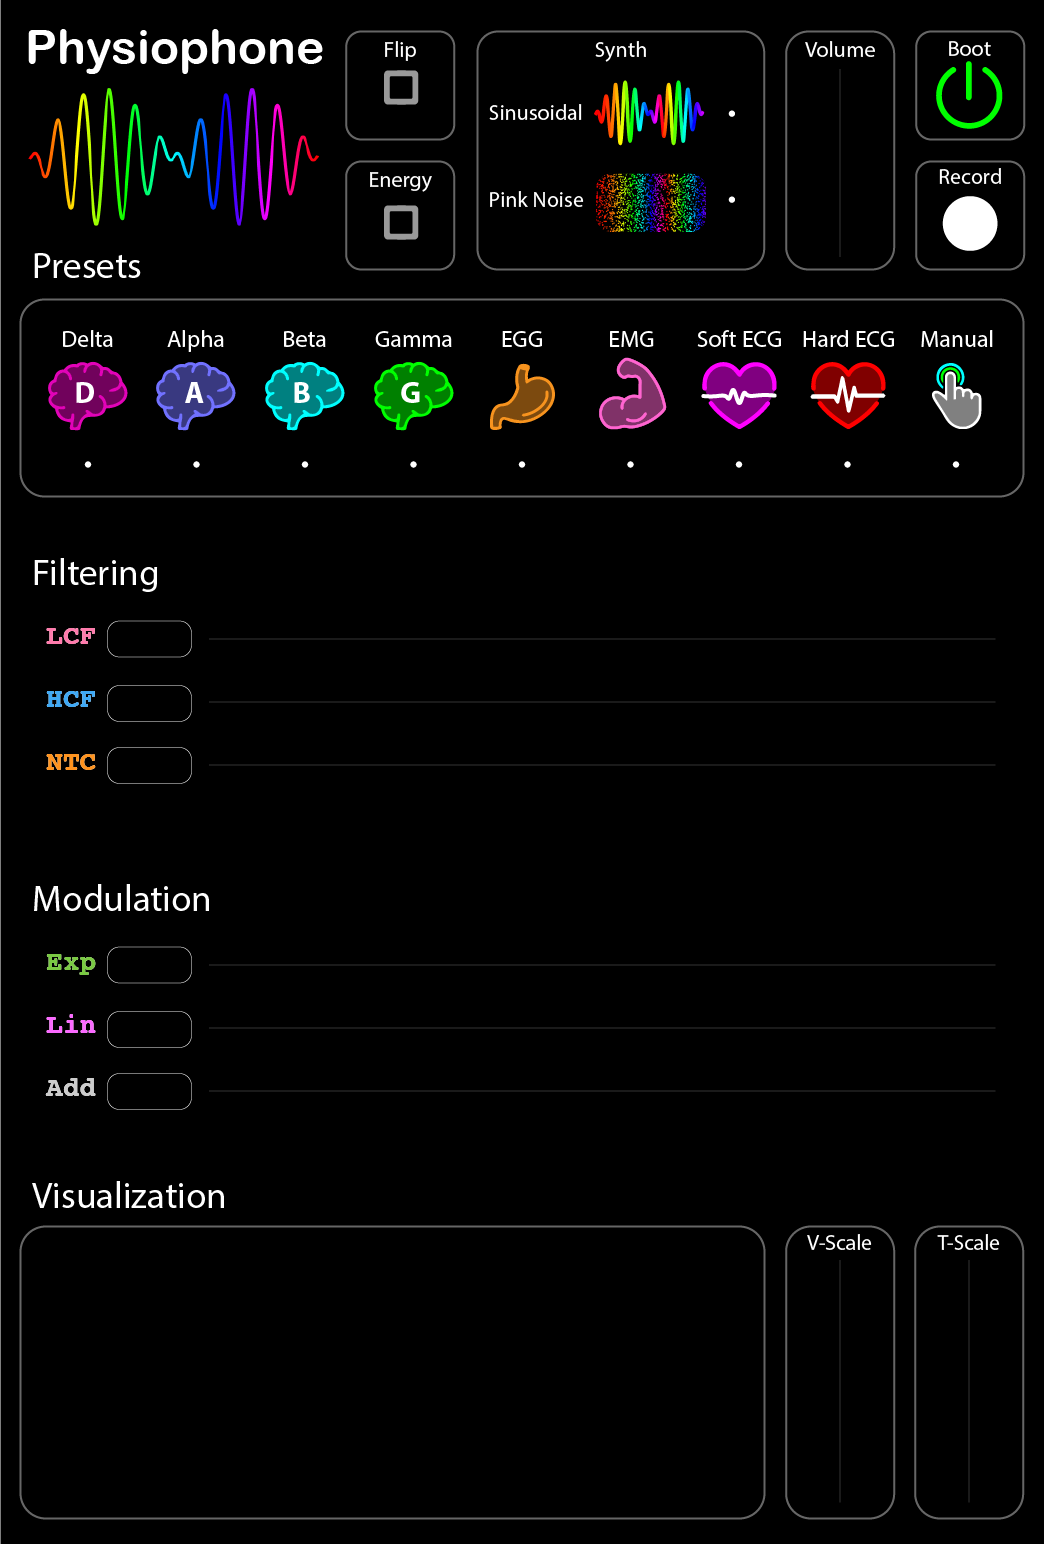 Physiophone
Flip
Synth
Volume
Boot
Sinusoidal
Energy
Record
Pink Noise
Presets
Delta
Alpha
Beta
Gamma
EGG
EMG
Soft ECG
Hard ECG
Manual
D
A
B
G
Filtering
LCF
HCF
NTC
Modulation
Exp
Lin
Add
Visualization
V-Scale
T-Scale